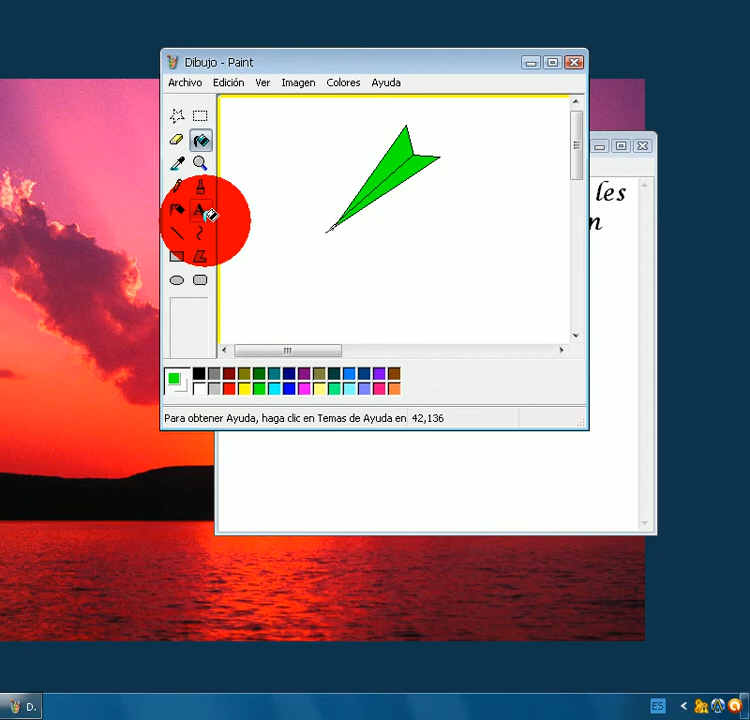 Dibujo - Paint
Archivo Edición Ver Imagen Colores Ayuda
les
n
A
Para obtener Ayuda, haga clic en Temas de Ayuda en 42,136
D.
ES